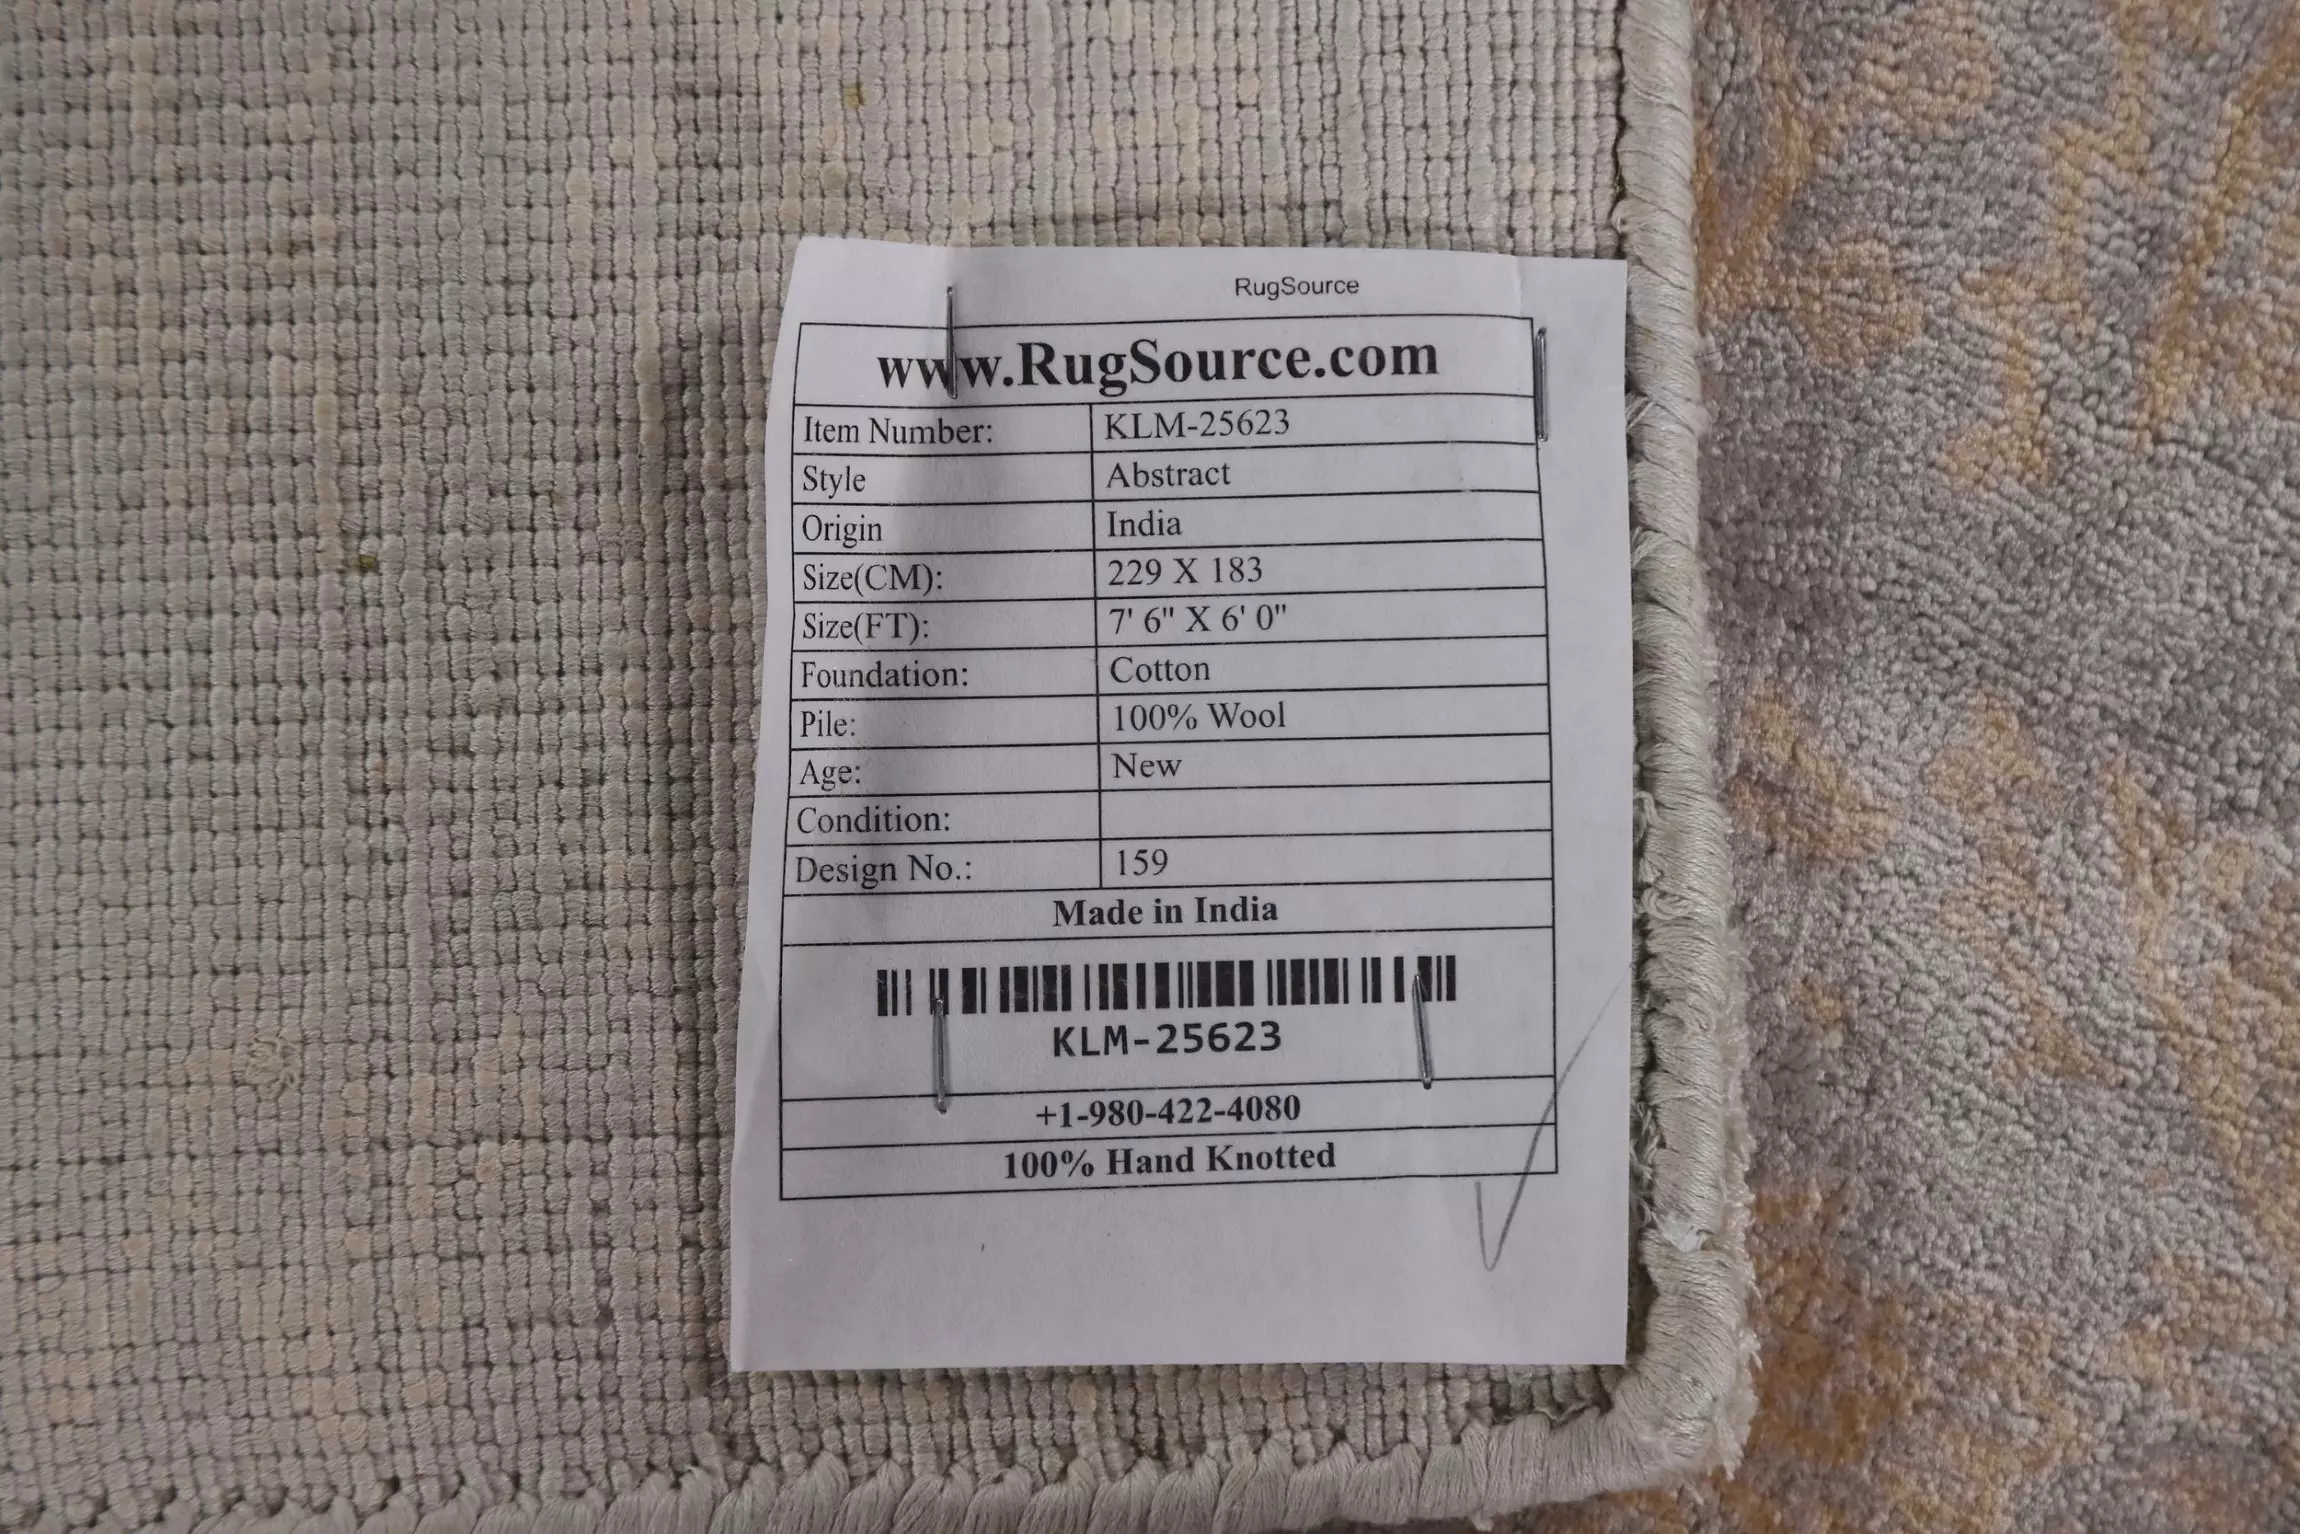 RugSource
www.RugSource.com
Item Number: KLM-25623
Style Abstract
Origin India
Size(CM): 229 X 183
Size(FT): 7' 6" X 6' 0"
Foundation: Cotton
Pile: 100% Wool
Age: New
Condition:
Design No.: 159
Made in India
KLM-25623
+1-980-422-4080
100% Hand Knotted